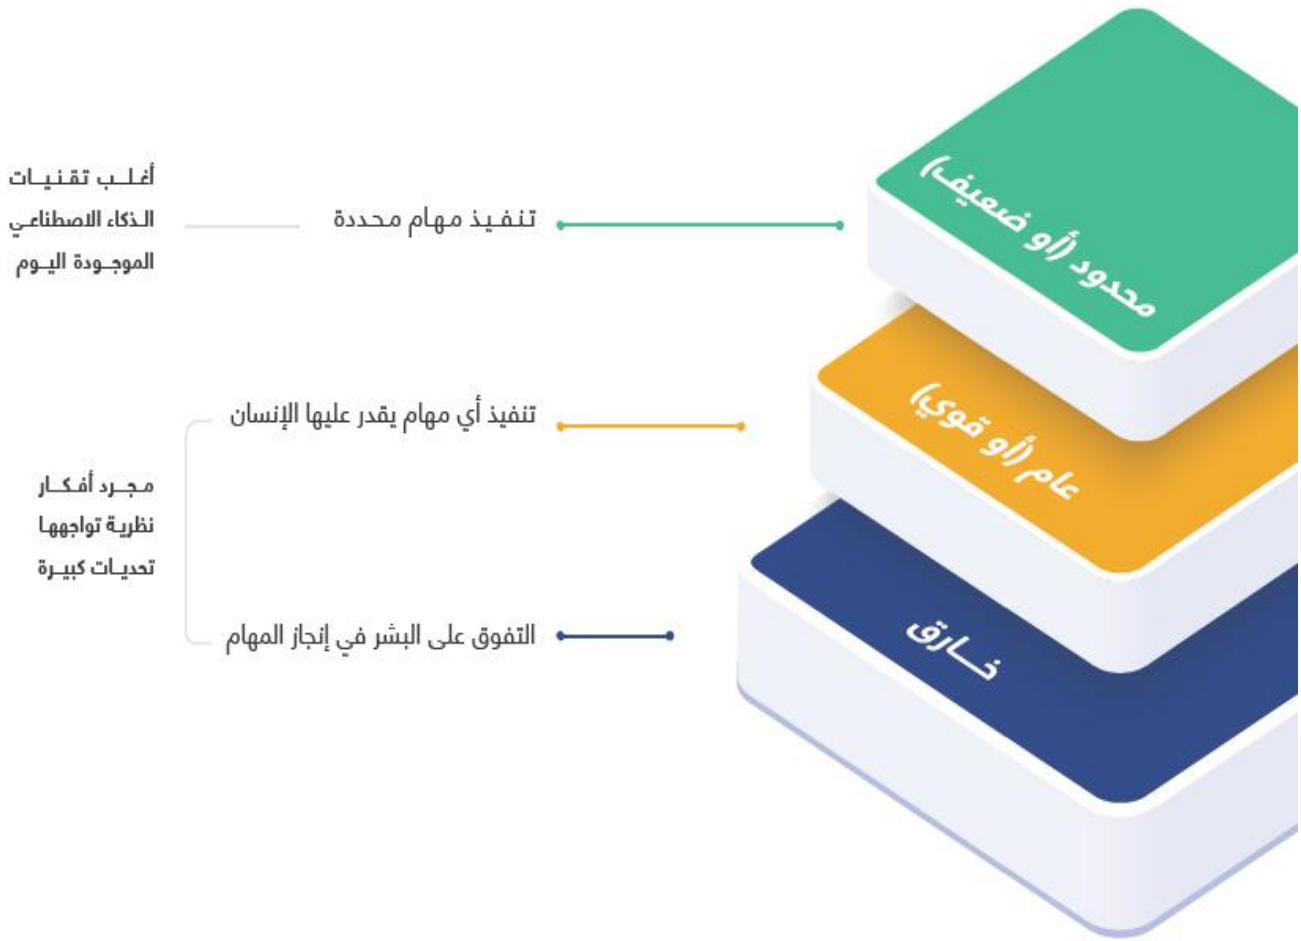 محدود (أو ضعيف)
تنفيذ مهام محددة
أغلب تقنيات
الذكاء الاصطناعي
الموجودة اليوم
عام (أو قوي)
تنفيذ أي مهام يقدر عليها الإنسان
خارق
التفوق على البشر في إنجاز المهام
مجرد أفكار
نظرية تواجهها
تحديات كبيرة